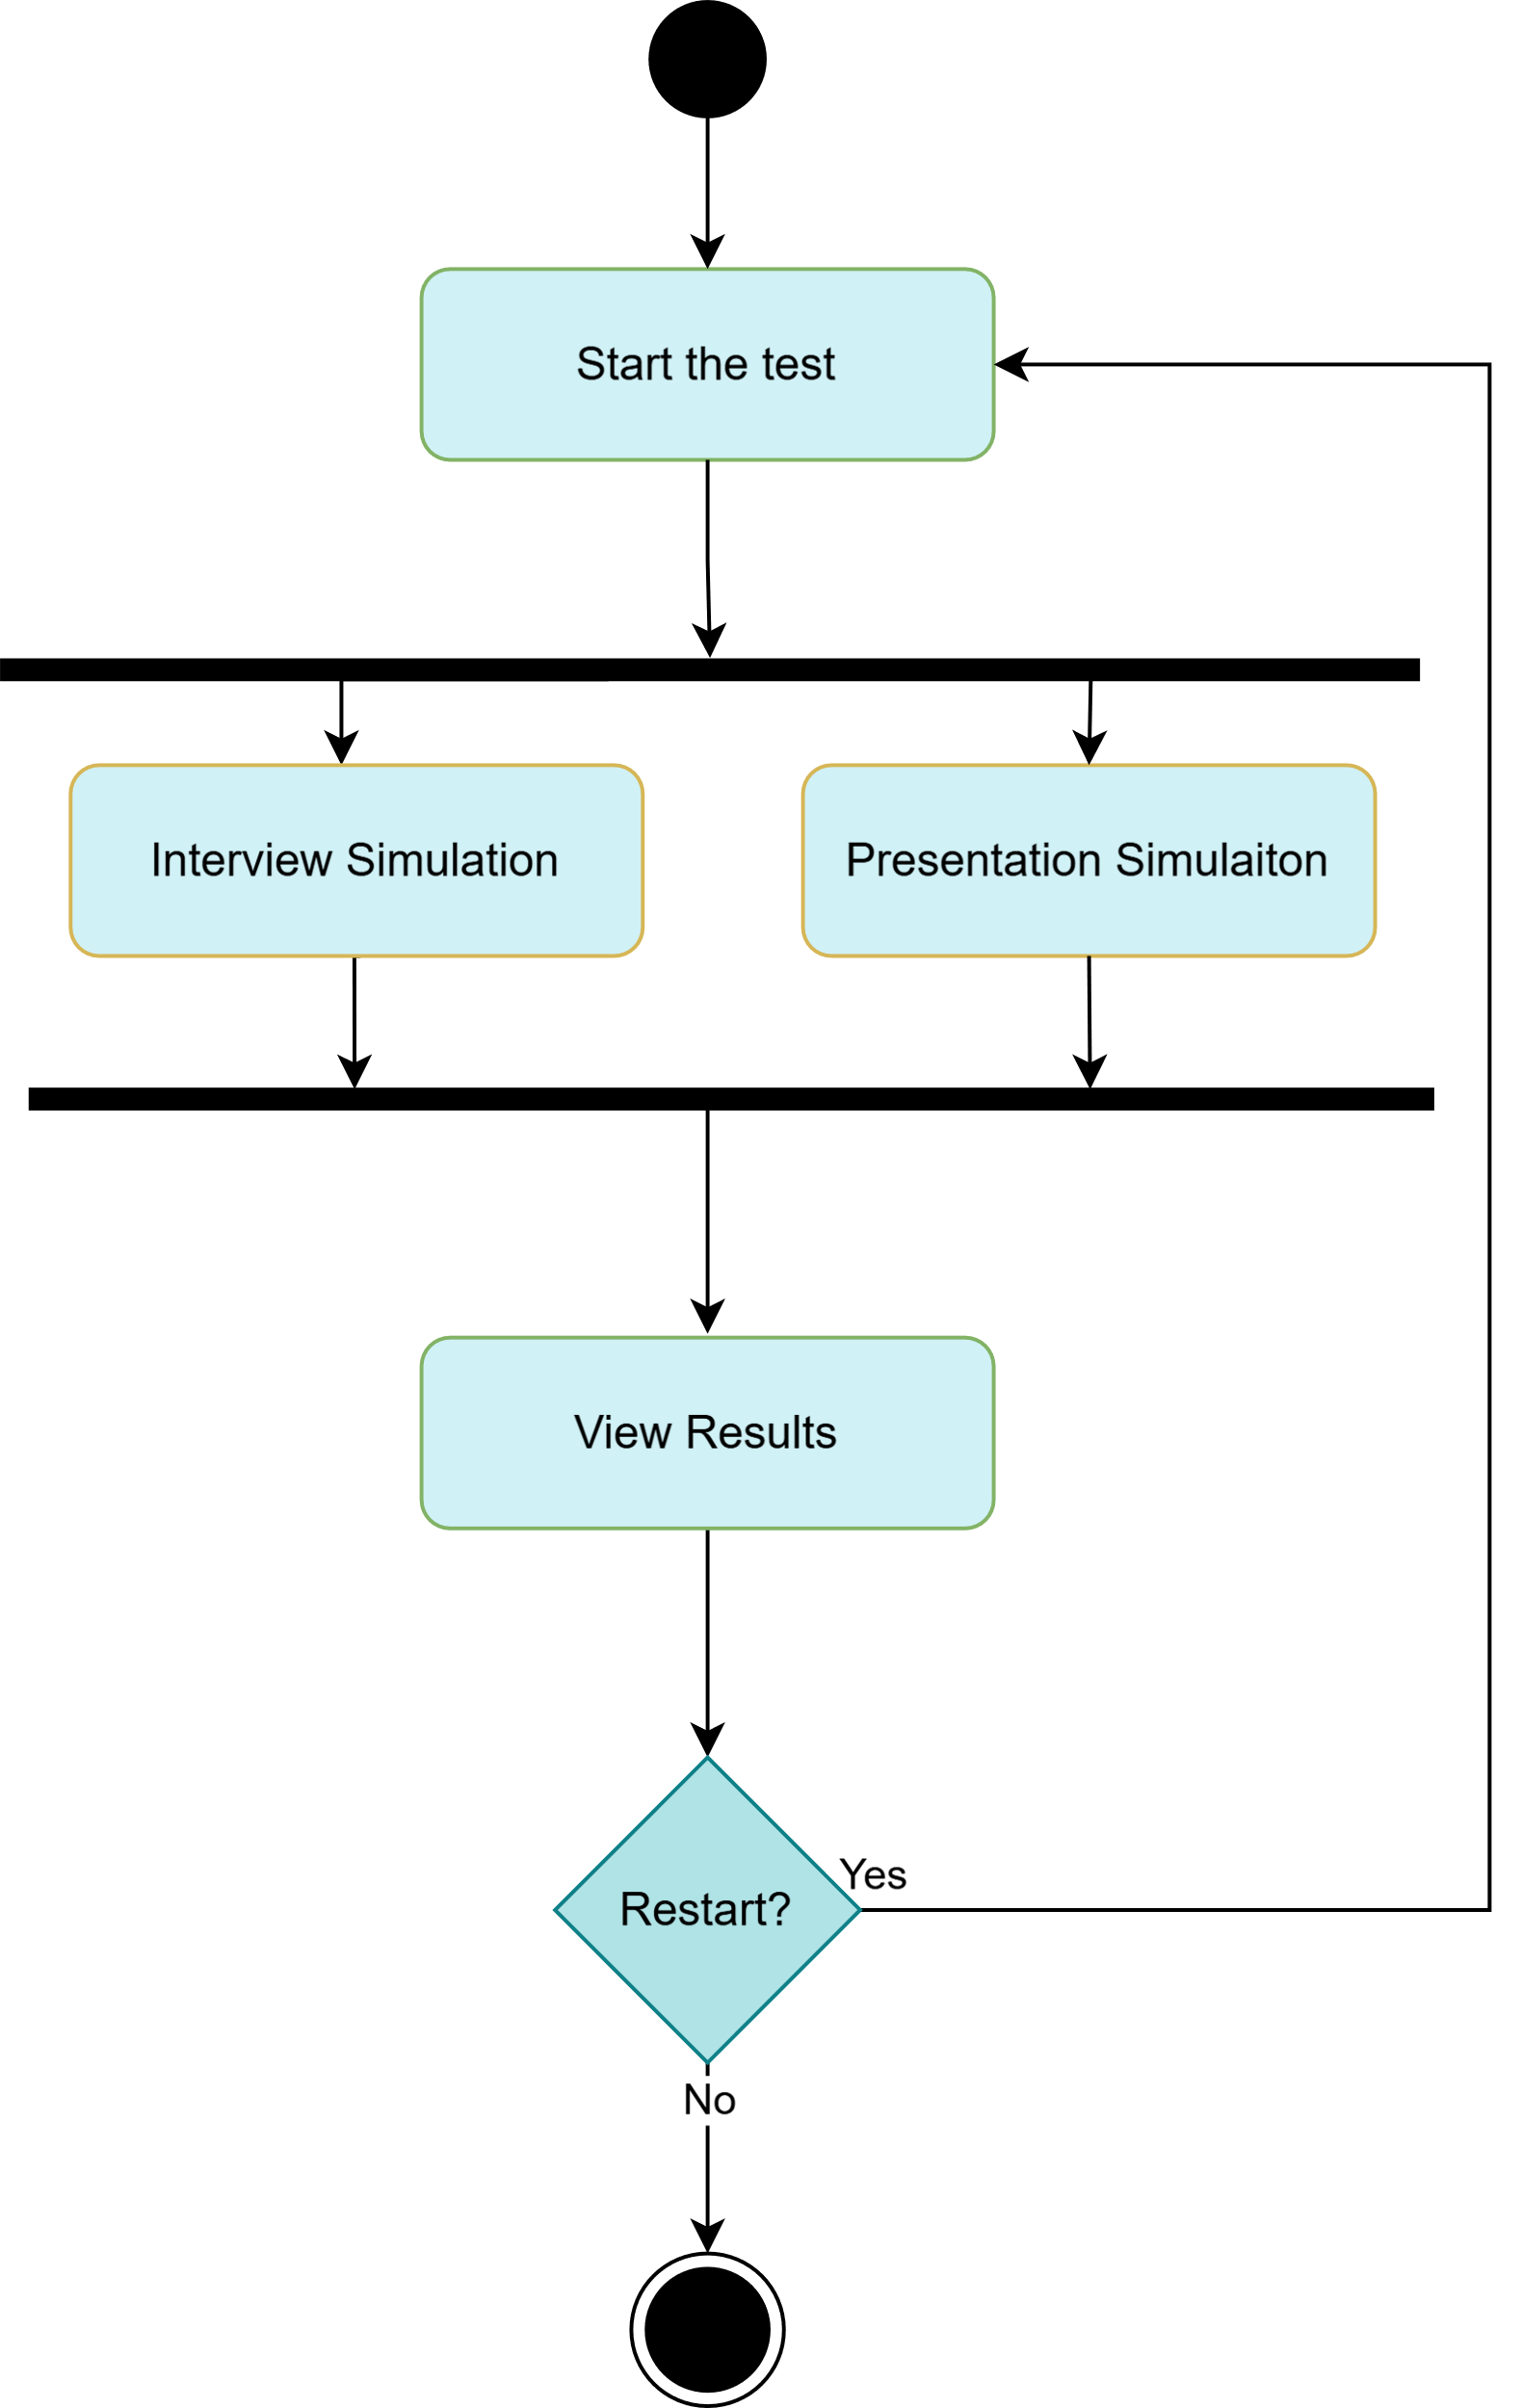 Start the test
Interview Simulation
Presentation Simulaiton
View Results
Restart?
Yes
No